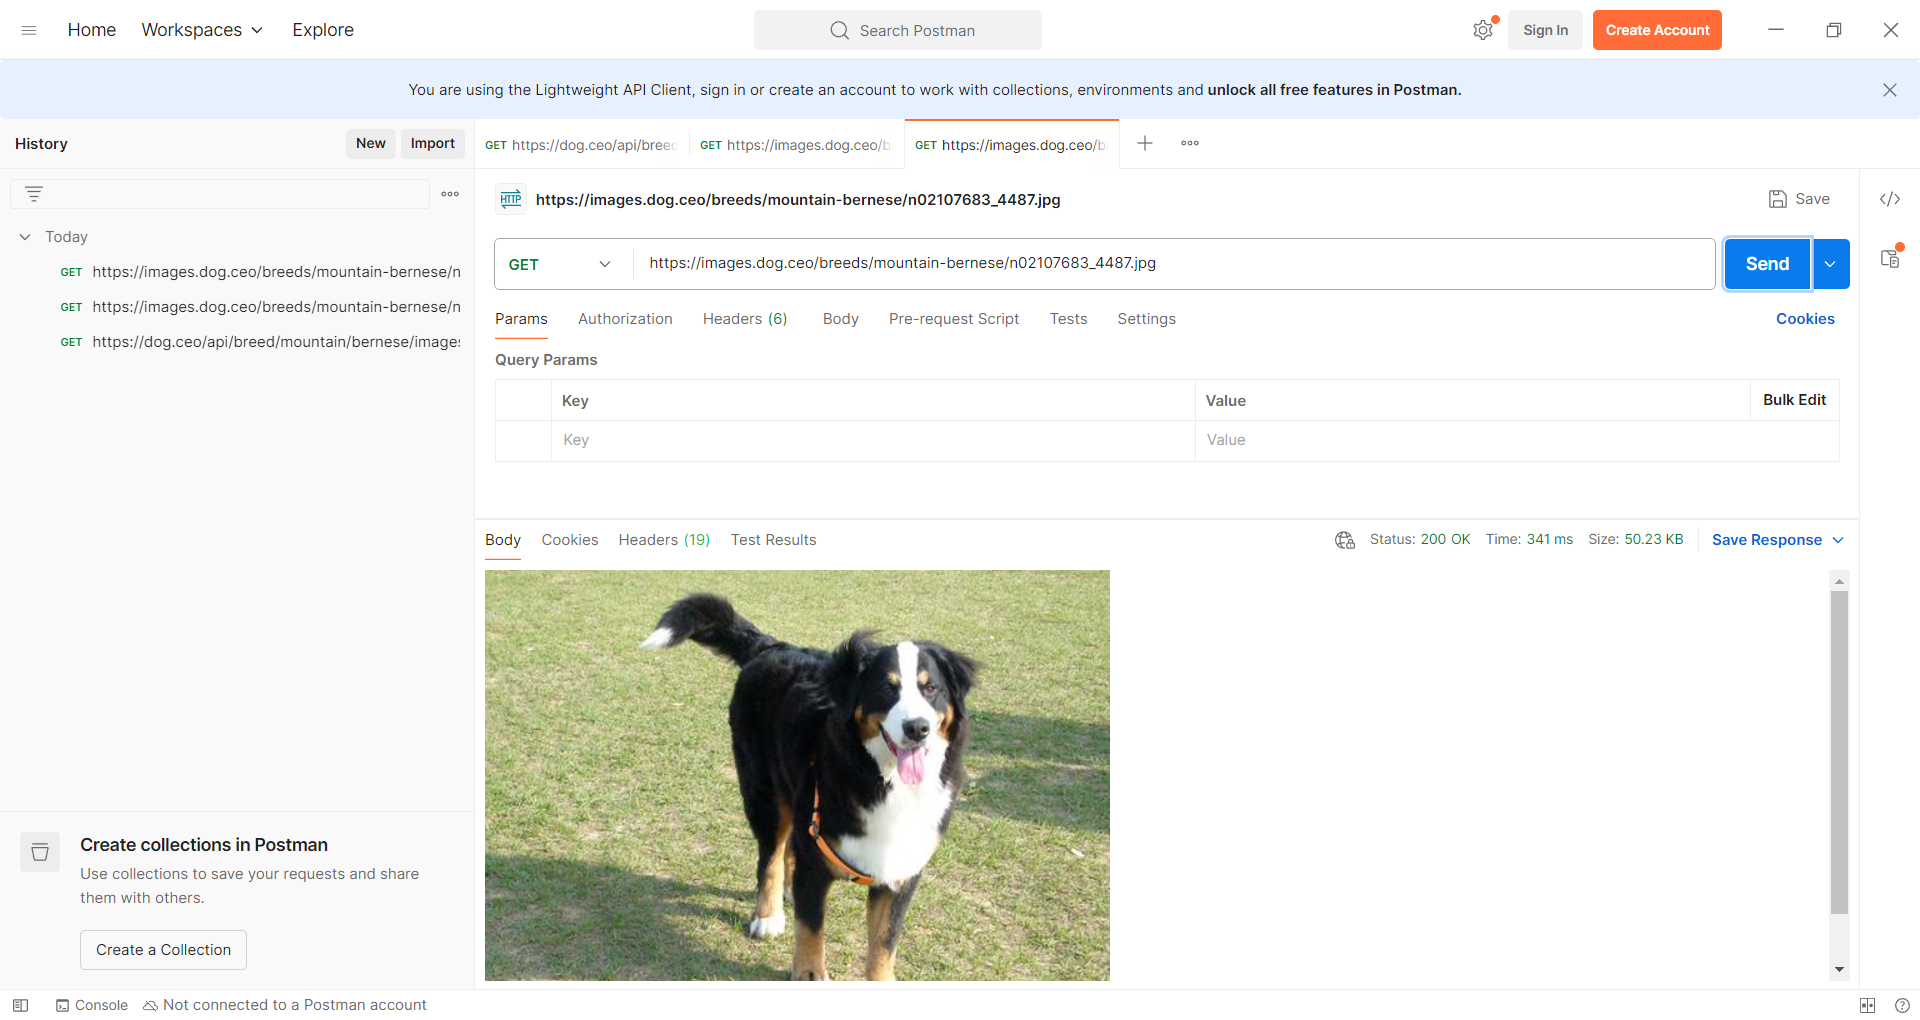 Home
Workspaces
Explore
Search Postman
Sign In
Create Account
You are using the Lightweight API Client, sign in or create an account to work with collections, environments and unlock all free features in Postman.
History
New
Import
GET https://dog.ceo/api/breed
GET https://images.dog.ceo/b
GET https://images.dog.ceo/b
HTTP
https://images.dog.ceo/breeds/mountain-bernese/n02107683_4487.jpg
Save
Today
GET https://images.dog.ceo/breeds/mountain-bernese/n
GET https://images.dog.ceo/breeds/mountain-bernese/n
GET https://dog.ceo/api/breed/mountain/bernese/images
GET
https://images.dog.ceo/breeds/mountain-bernese/n02107683_4487.jpg
Send
Params
Authorization
Headers (6)
Body
Pre-request Script
Tests
Settings
Cookies
Query Params
Key
Value
Bulk Edit
Key
Value
Body
Cookies
Headers (19)
Test Results
Status: 200 OK
Time: 341 ms
Size: 50.23 KB
Save Response
Create collections in Postman
Use collections to save your requests and share
them with others.
Create a Collection
Console
Not connected to a Postman account